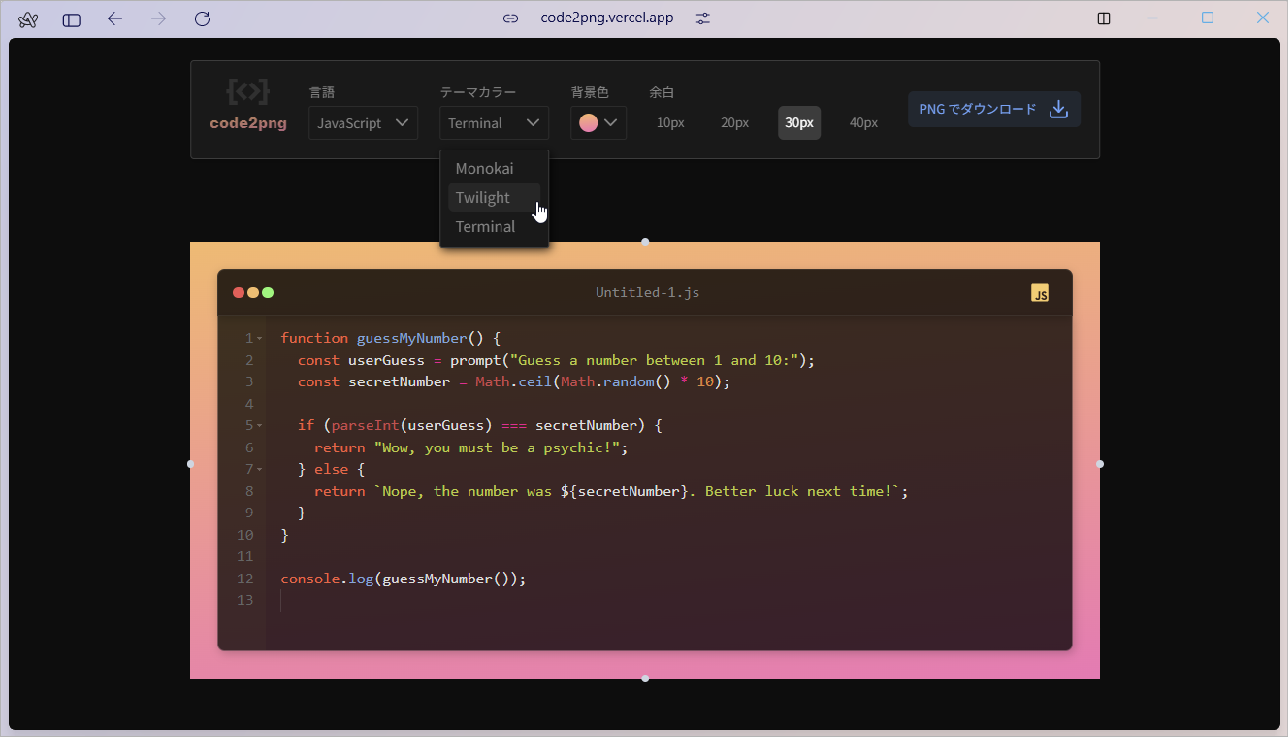 code2png.vercel.app
code2png
言語
JavaScript
テーマカラー
Terminal
背景色
余白
10px
20px
30px
40px
PNG でダウンロード
Monokai
Twilight
Terminal
Untitled-1.js
JS
1 function guessMyNumber() {
2 const userGuess = prompt("Guess a number between 1 and 10:");
3 const secretNumber = Math.ceil(Math.random() * 10);
4
5 if (parseInt(userGuess) === secretNumber) {
6 return "Wow, you must be a psychic!";
7 } else {
8 return `Nope, the number was ${secretNumber}. Better luck next time!`;
9 }
10 }
11
12 console.log(guessMyNumber());
13